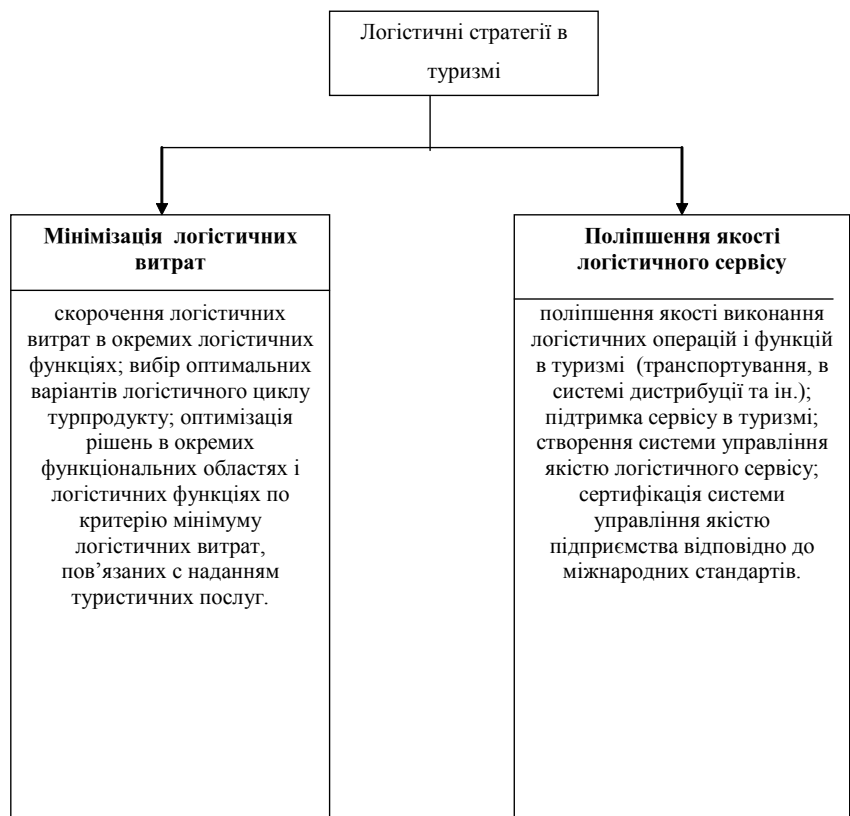 Логістичні стратегії в
туризмі
Мінімізація логістичних
витрат
скорочення логістичних
витрат в окремих логістичних
функціях; вибір оптимальних
варіантів логістичного циклу
турпродукту; оптимізація
рішень в окремих
функціональних областях і
логістичних функціях по
критерію мінімуму
логістичних витрат,
пов’язаних с наданням
туристичних послуг.
Поліпшення якості
логістичного сервісу
поліпшення якості виконання
логістичних операцій і функцій
в туризмі (транспортування, в
системі дистрибуції та ін.);
підтримка сервісу в туризмі;
створення системи управління
якістю логістичного сервісу;
сертифікація системи
управління якістю
підприємства відповідно до
міжнародних стандартів.